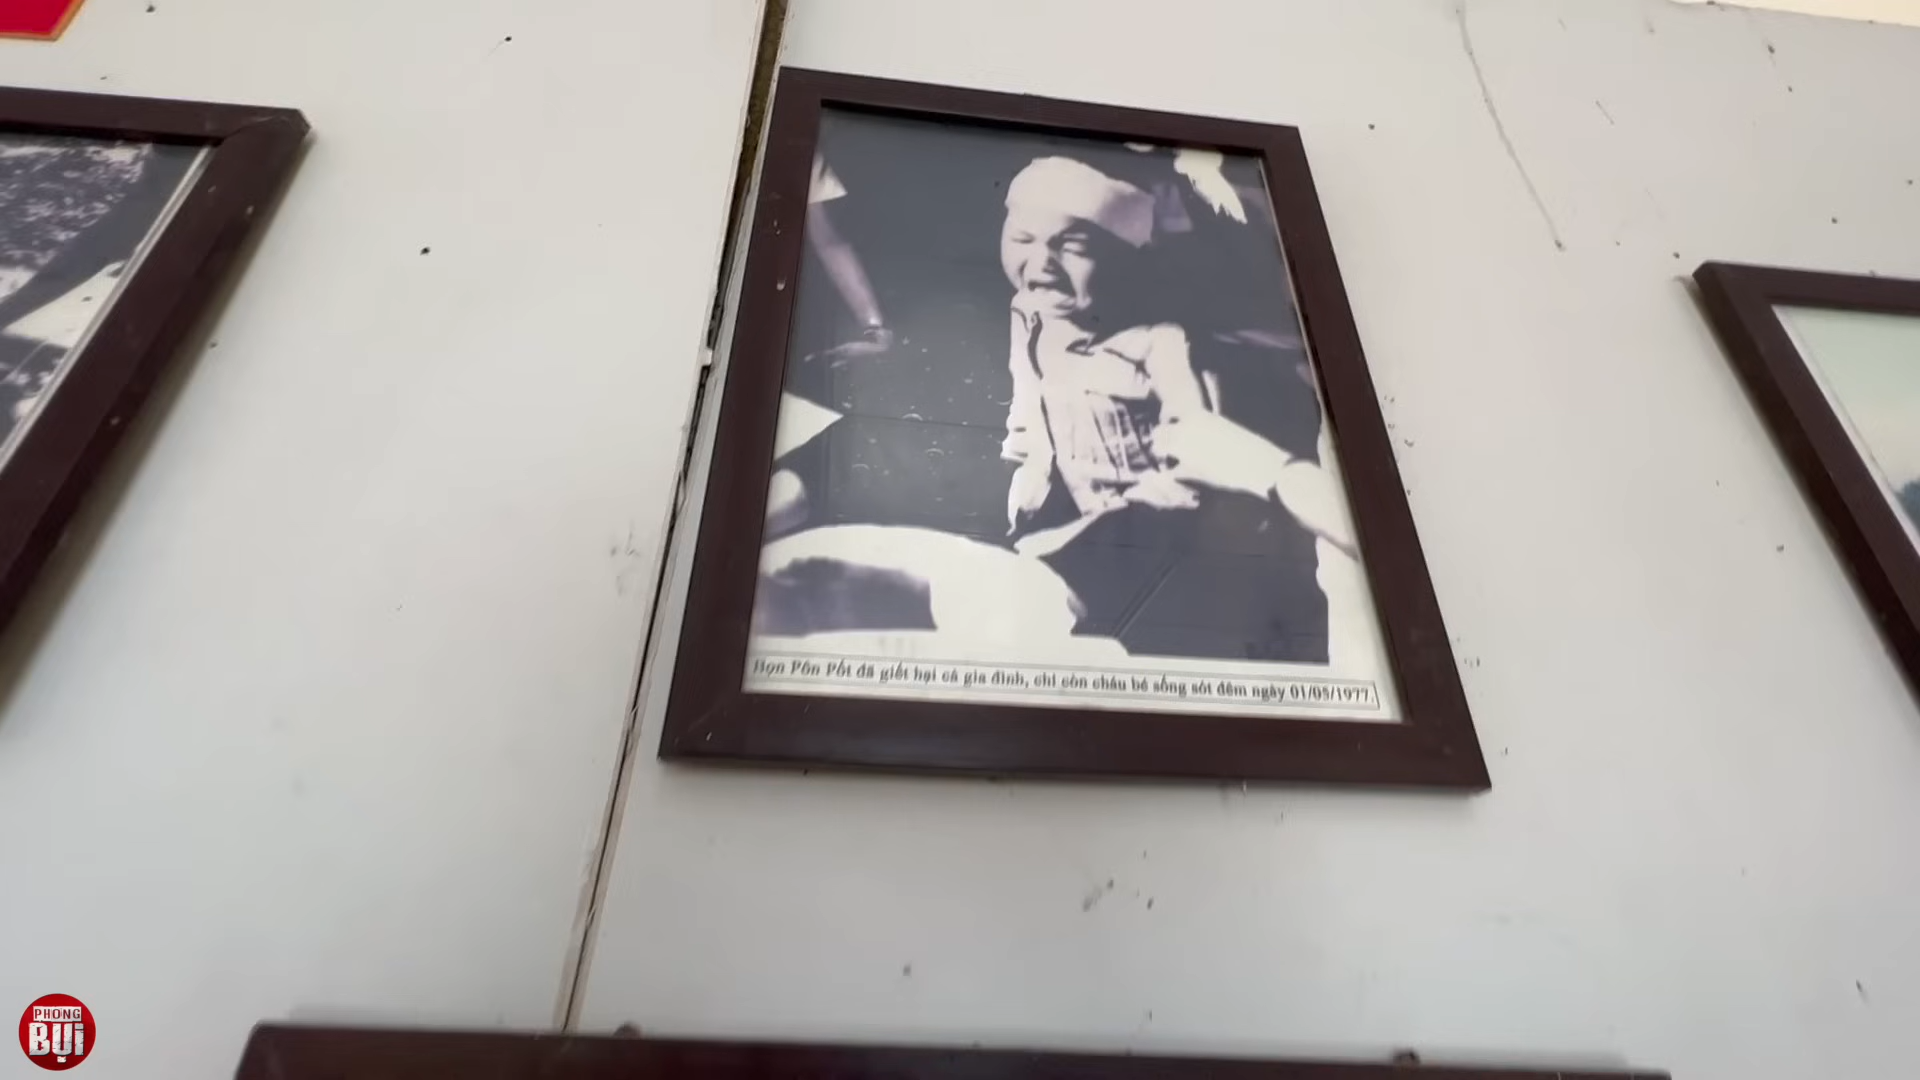 Bọn Pôn Pốt đã giết hại cả gia đình, chỉ còn cháu bé sống sót đêm ngày 01/05/1977.
PHONG
BỤI